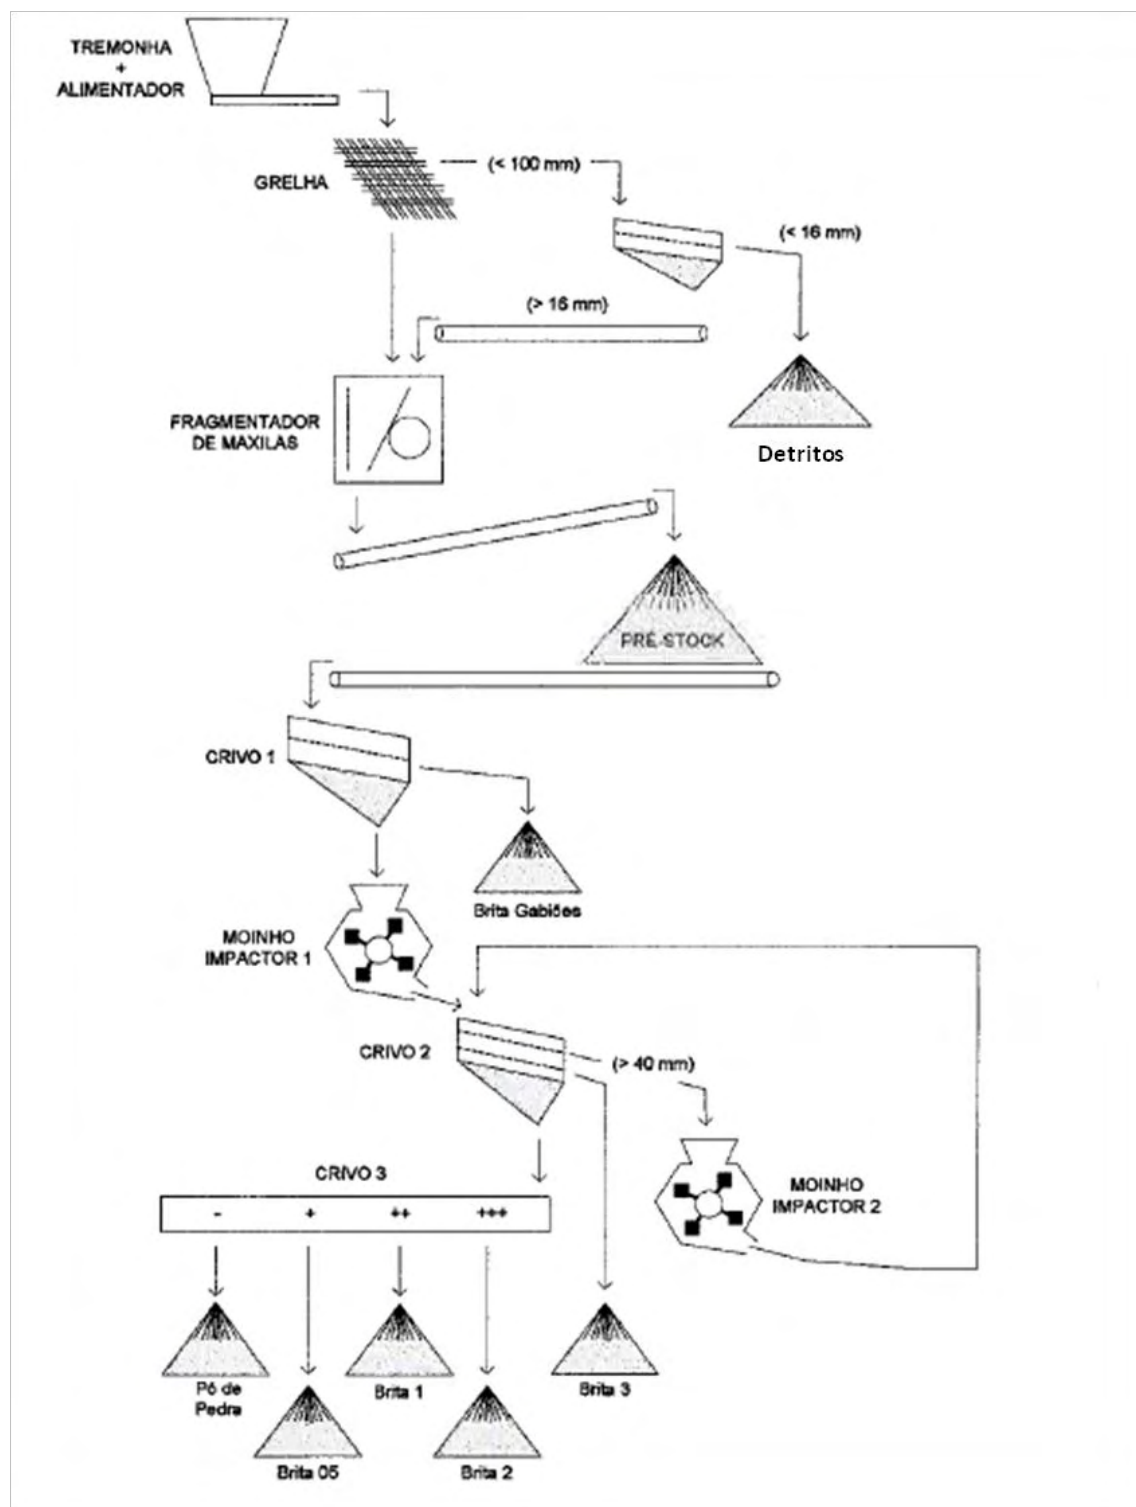 TREMONHA
+
ALIMENTADOR
GRELHA
(< 100 mm)
(< 16 mm)
(> 16 mm)
FRAGMENTADOR
DE MAXILAS
Detritos
PRÉ-STOCK
CRIVO 1
Brita Gabiões
MOINHO
IMPACTOR 1
CRIVO 2
(> 40 mm)
MOINHO
IMPACTOR 2
CRIVO 3
- + ++ +++
Pó de
Pedra
Brita 05
Brita 1
Brita 2
Brita 3